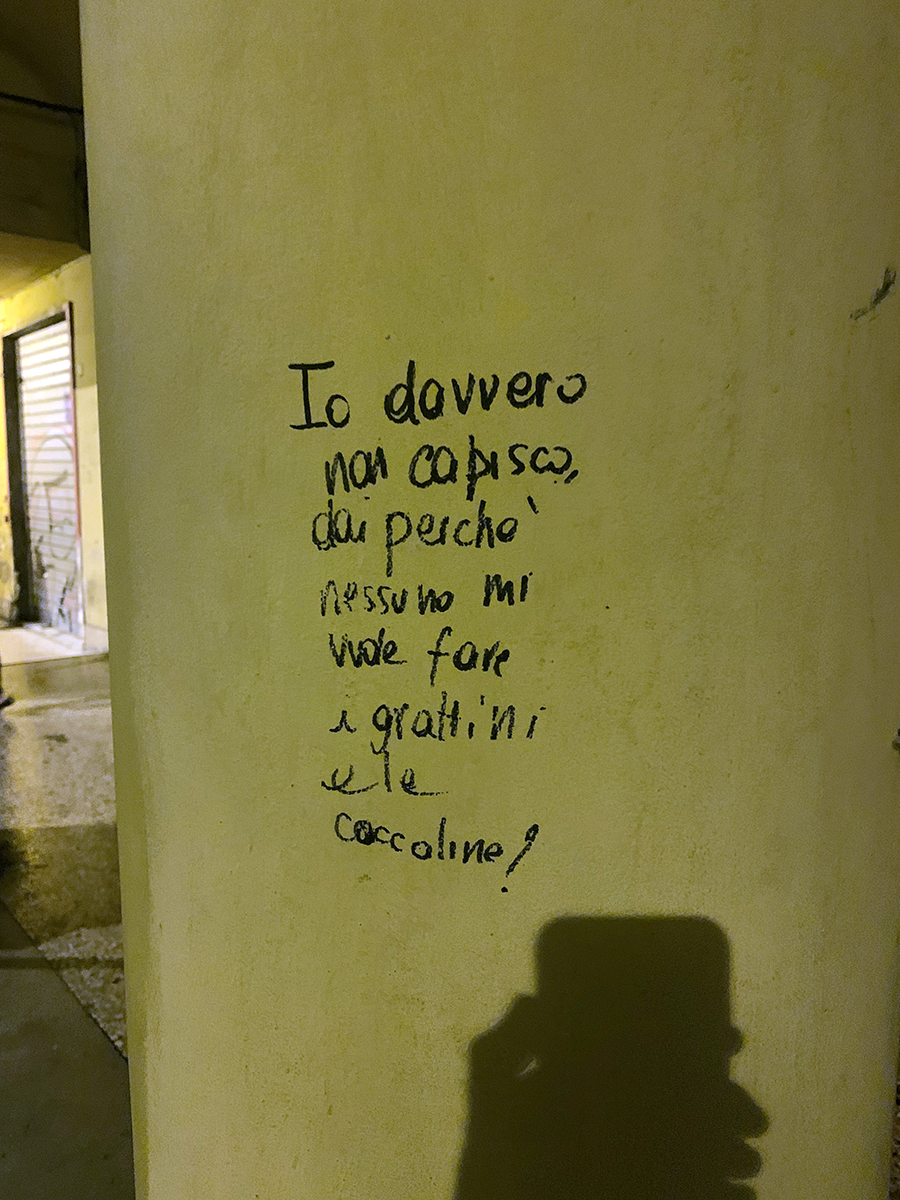 Io davvero
non capisco,
dai perchè
nessuno mi
vuole fare
i grattini
e le
coccoline!